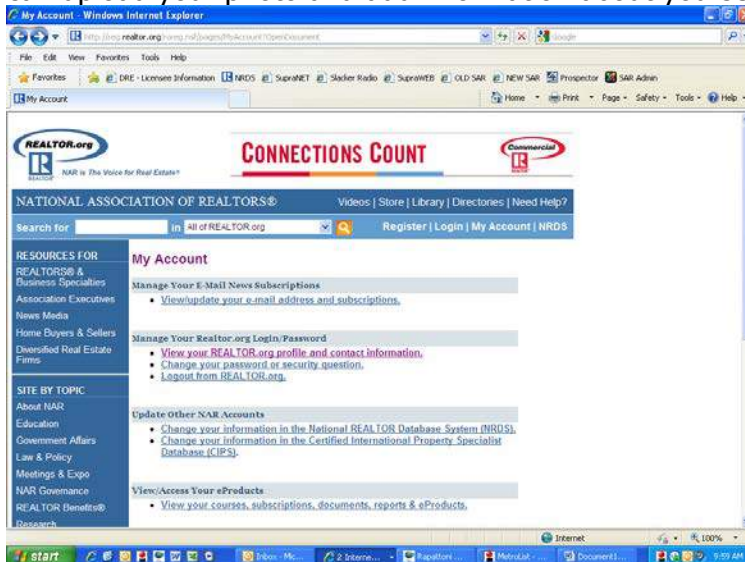 My Account - Windows Internet Explorer
realtor.org
File Edit View Favorites Tools Help
Favorites DRE - Licensee Information NRDS SupraNET Slacker Radio SupraWEB OLD SAR NEW SAR Prospector SAR Admin
My Account
Home Print Page Safety Tools Help
REALTOR.org
NAR is The Voice for Real Estate
CONNECTIONS COUNT
Commercial
NATIONAL ASSOCIATION OF REALTORS®
Videos | Store | Library | Directories | Need Help?
Search for in All of REALTOR.org
Register | Login | My Account | NRDS
RESOURCES FOR
REALTORS® &
Business Specialties
Association Executives
News Media
Home Buyers & Sellers
Diversified Real Estate
Firms
SITE BY TOPIC
About NAR
Education
Government Affairs
Law & Policy
Meetings & Expo
NAR Governance
REALTOR Benefits®
Research
My Account
Manage Your E-Mail News Subscriptions
View/update your e-mail address and subscriptions.
Manage Your Realtor.org Login/Password
View your REALTOR.org profile and contact information.
Change your password or security question.
Logout from REALTOR.org.
Update Other NAR Accounts
Change your information in the National REALTOR Database System (NRDS).
Change your information in the Certified International Property Specialist
Database (CIPS).
View/Access Your eProducts
View your courses, subscriptions, documents, reports & eProducts.
Internet 100%
start Inbox - Mic... 2 Interne... Rapattoni ... MetroList - ... Document1... 9:59 AM